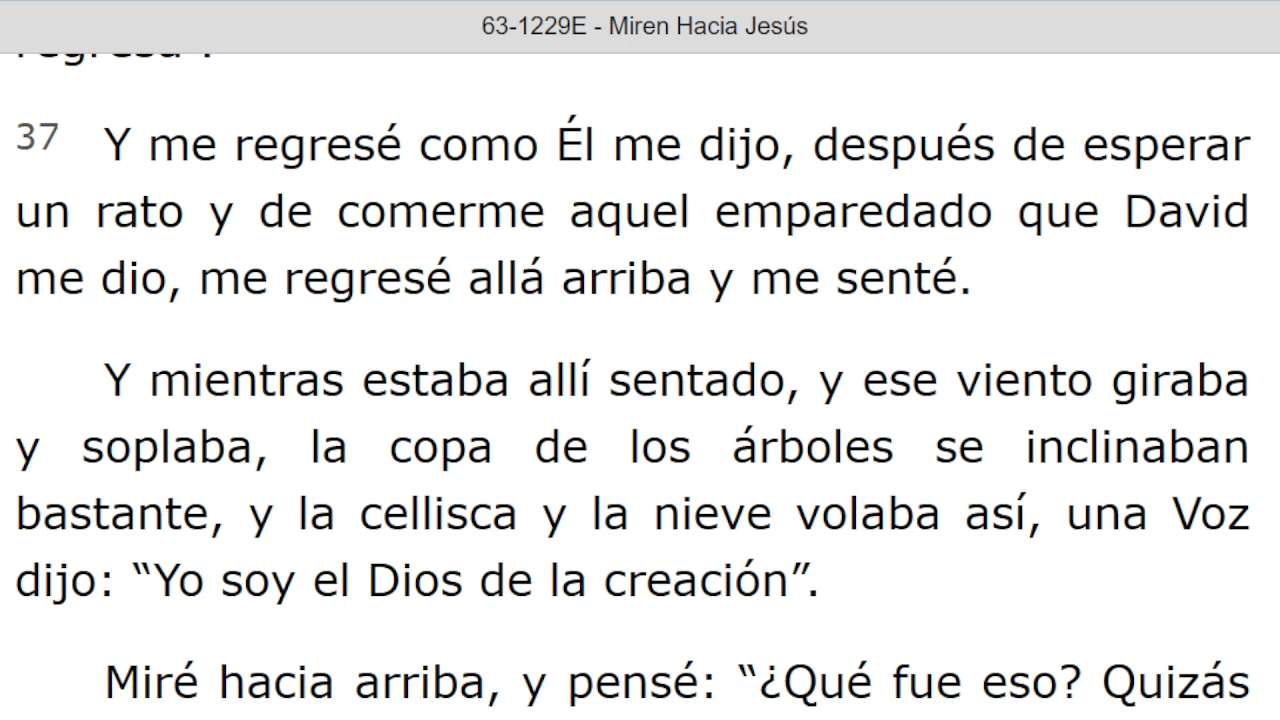 63-1229E - Miren Hacia Jesús
regresa".
37 Y me regresé como Él me dijo, después de esperar
un rato y de comerme aquel emparedado que David
me dio, me regresé allá arriba y me senté.
Y mientras estaba allí sentado, y ese viento giraba
y soplaba, la copa de los árboles se inclinaban
bastante, y la cellisca y la nieve volaba así, una Voz
dijo: “Yo soy el Dios de la creación”.
Miré hacia arriba, y pensé: “¿Qué fue eso? Quizás